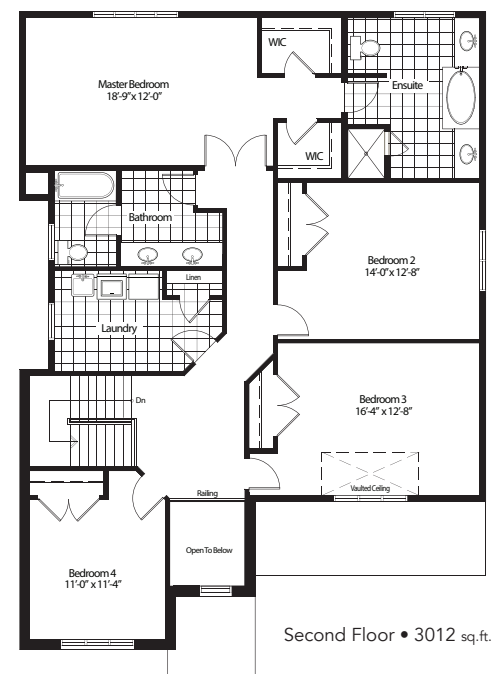 WIC
Master Bedroom
18'-9" x 12'-0"
Ensuite
WIC
Bathroom
Bedroom 2
14'-0" x 12'-8"
Linen
Laundry
Dn
Bedroom 3
16'-4" x 12'-8"
Vaulted Ceiling
Railing
Open To Below
Bedroom 4
11'-0" x 11'-4"
Second Floor • 3012 sq.ft.